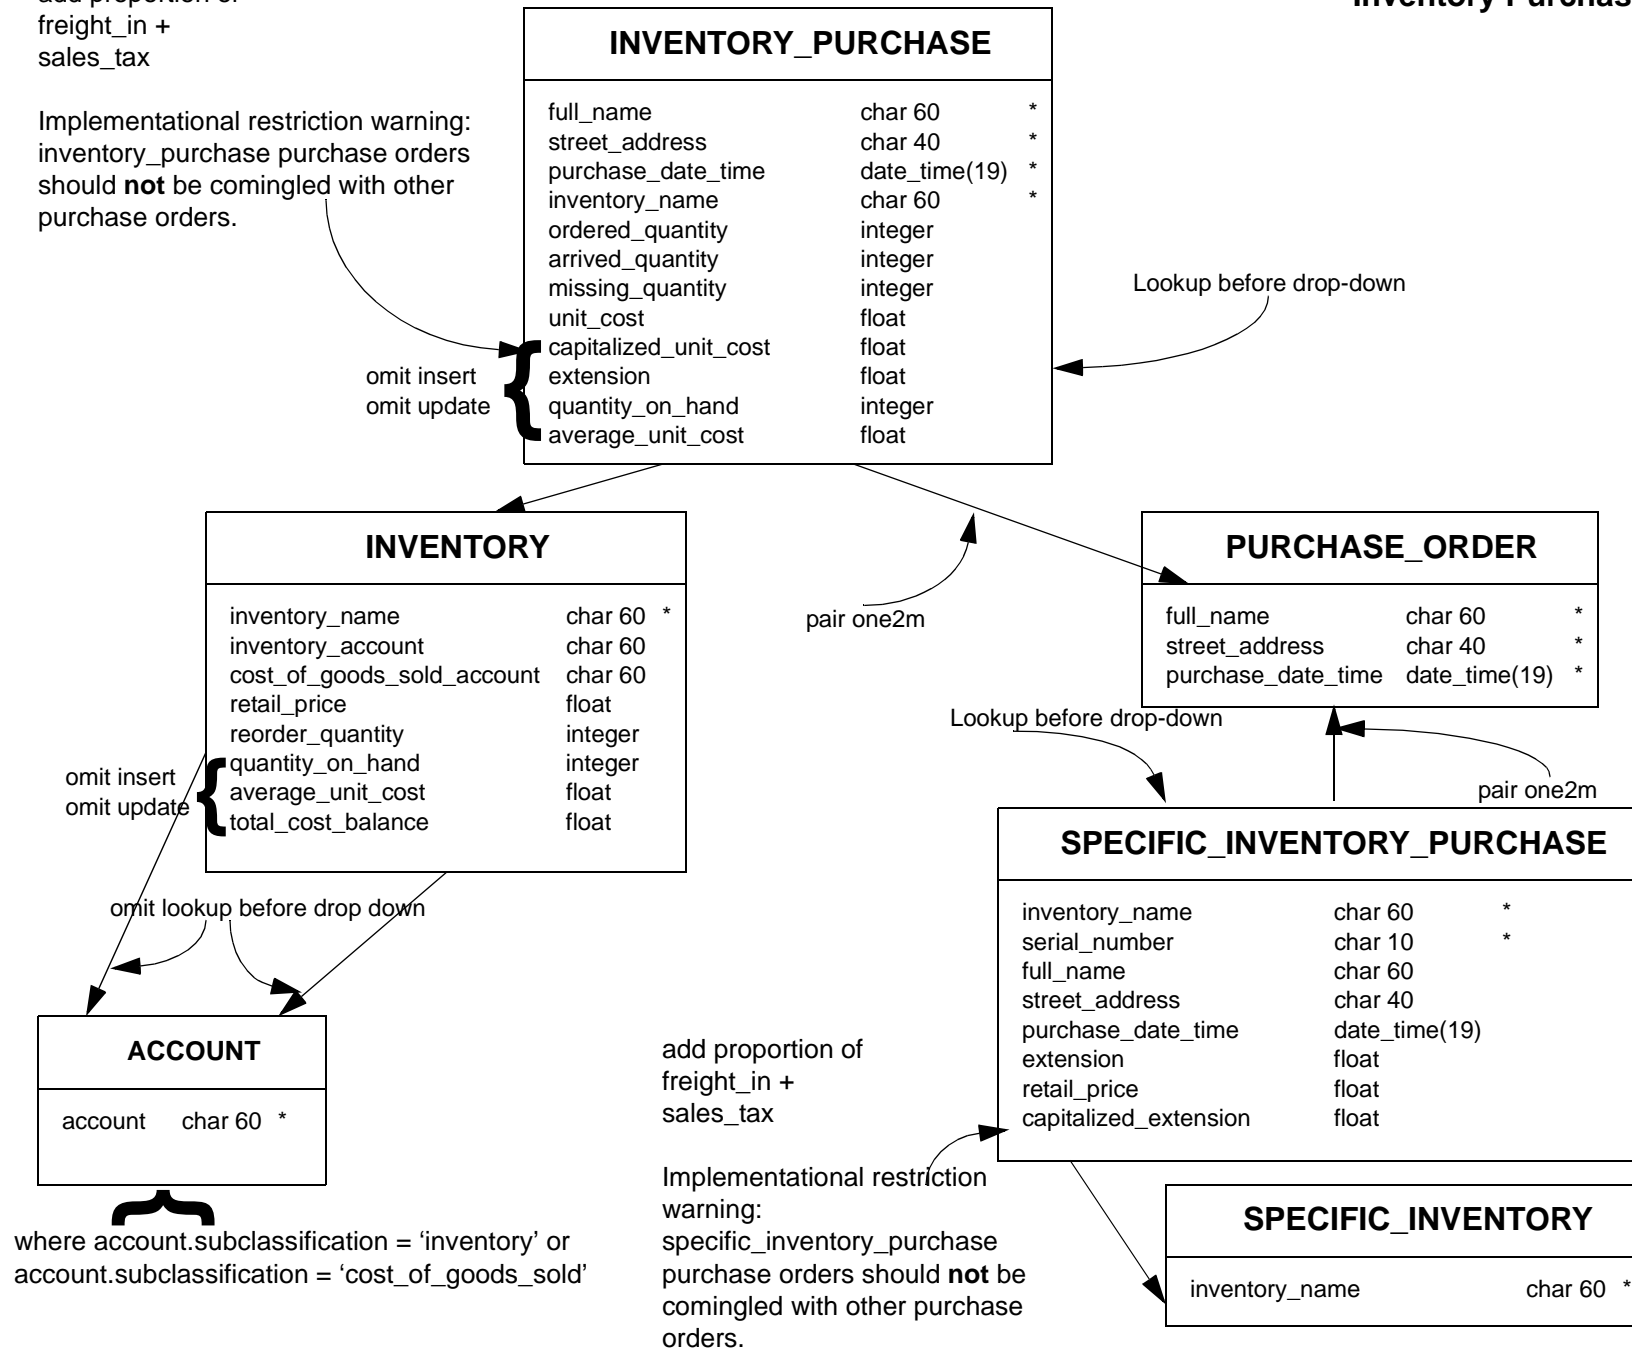 freight_in +
sales_tax
Implementational restriction warning:
inventory_purchase purchase orders
should not be comingled with other
purchase orders.
INVENTORY_PURCHASE
full_name char 60 *
street_address char 40 *
purchase_date_time date_time(19) *
inventory_name char 60 *
ordered_quantity integer
arrived_quantity integer
missing_quantity integer
unit_cost float
capitalized_unit_cost float
extension float
quantity_on_hand integer
average_unit_cost float
omit insert
omit update
{
Lookup before drop-down
INVENTORY
inventory_name char 60 *
inventory_account char 60
cost_of_goods_sold_account char 60
retail_price float
reorder_quantity integer
quantity_on_hand integer
average_unit_cost float
total_cost_balance float
omit insert
omit update
{
pair one2m
PURCHASE_ORDER
full_name char 60 *
street_address char 40 *
purchase_date_time date_time(19) *
Lookup before drop-down
pair one2m
SPECIFIC_INVENTORY_PURCHASE
inventory_name char 60 *
serial_number char 10 *
full_name char 60
street_address char 40
purchase_date_time date_time(19)
extension float
retail_price float
capitalized_extension float
omit lookup before drop down
ACCOUNT
account char 60 *
{
where account.subclassification = ‘inventory’ or
account.subclassification = ‘cost_of_goods_sold’
add proportion of
freight_in +
sales_tax
Implementational restriction
warning:
specific_inventory_purchase
purchase orders should not be
comingled with other purchase
orders.
SPECIFIC_INVENTORY
inventory_name char 60 *